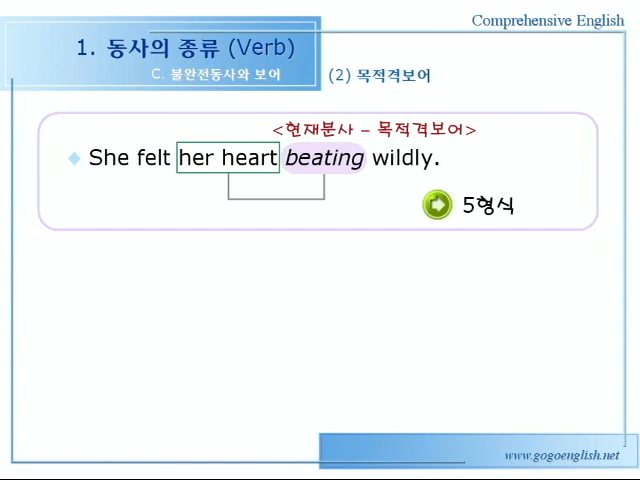 Comprehensive English
1. 동사의 종류 (Verb)
C. 불완전동사와 보어
(2) 목적격보어
<현재분사 – 목적격보어>
She felt her heart beating wildly.
5형식
www.gogoenglish.net